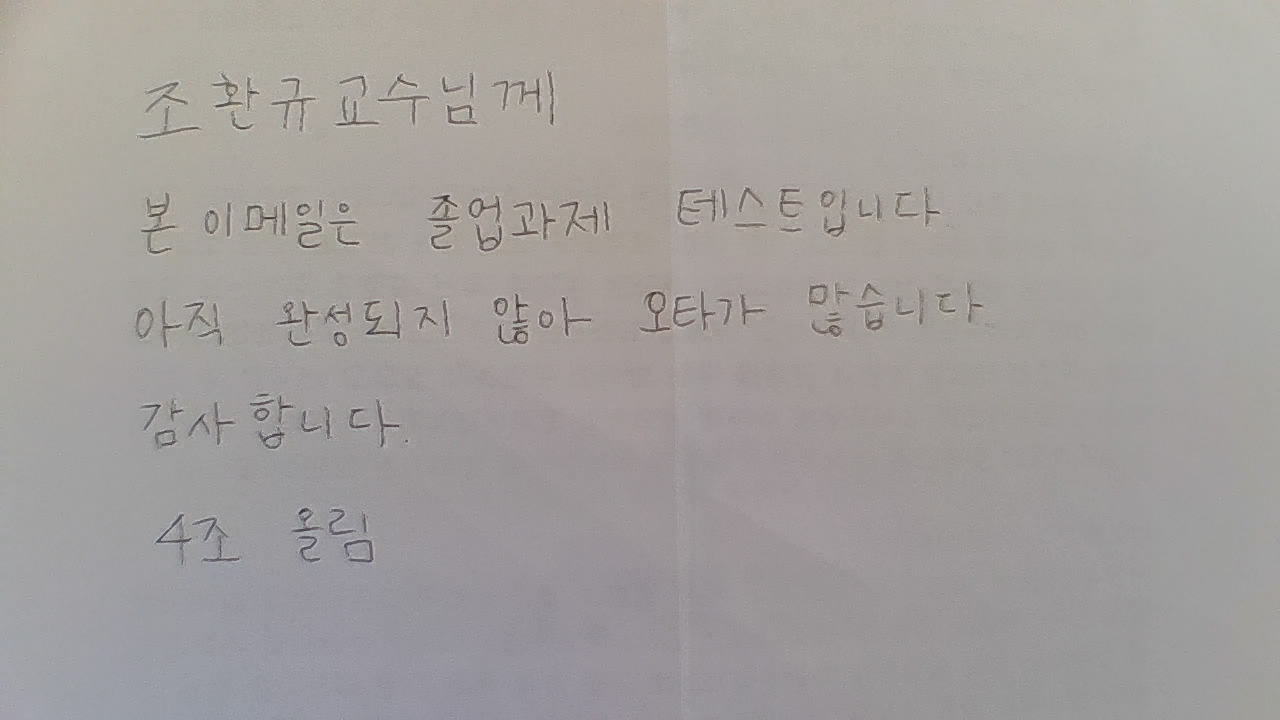 조환규교수님께
본 이메일은 졸업과제 테스트입니다.
아직 완성되지 않아 오타가 많습니다.
감사합니다.
4조 올림